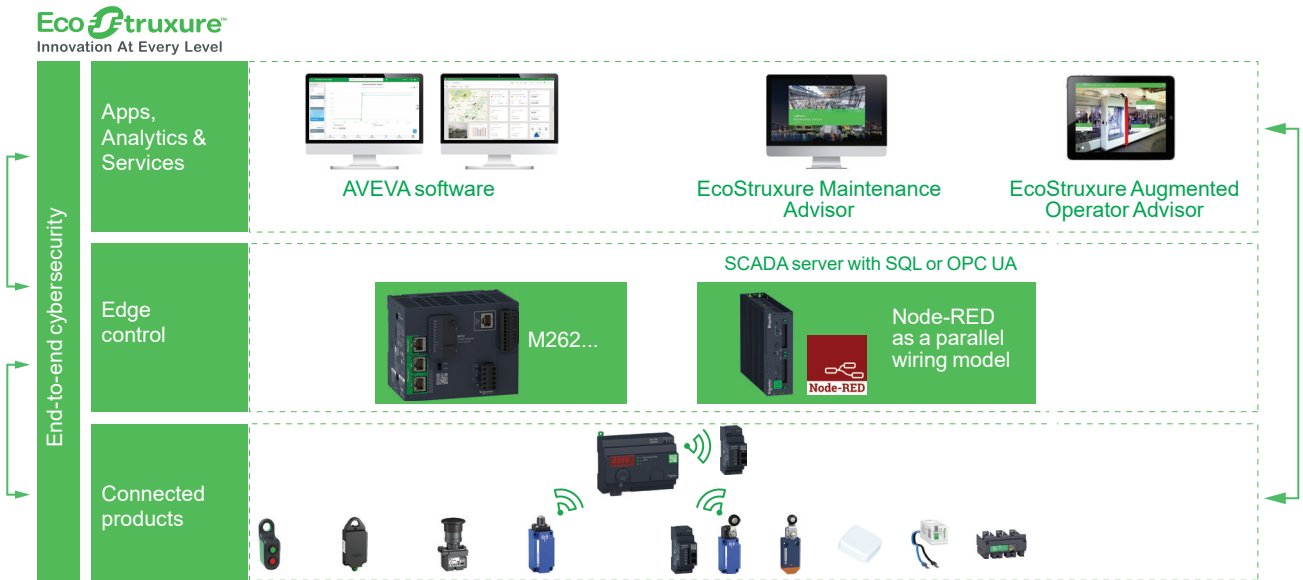 EcoStruxure™
Innovation At Every Level
End-to-end cybersecurity
Apps,
Analytics &
Services
AVEVA software
EcoStruxure Maintenance
Advisor
EcoStruxure Augmented
Operator Advisor
Edge
control
SCADA server with SQL or OPC UA
M262...
Node-RED
Node-RED
as a parallel
wiring model
Connected
products